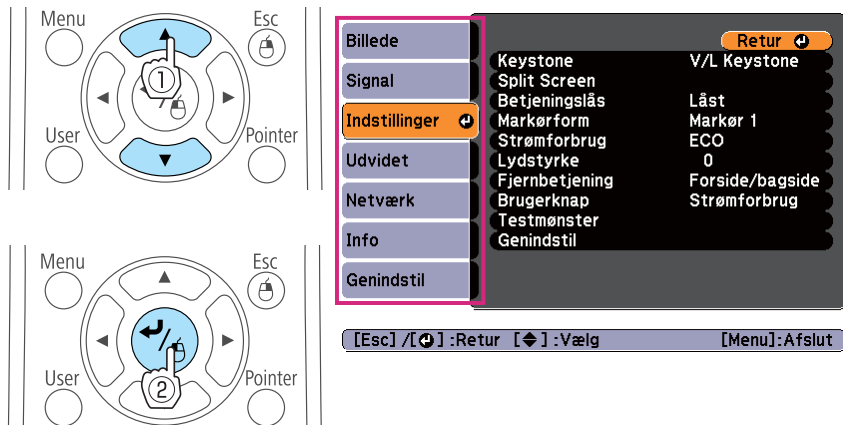 Menu
Esc
1
User
Pointer
Menu
Esc
User
2
Pointer
Billede
Signal
Indstillinger
Udvidet
Netværk
Info
Genindstil
Retur
Keystone V/L Keystone
Split Screen
Betjeningslås Låst
Markørform Markør 1
Strømforbrug ECO
Lydstyrke 0
Fjernbetjening Forside/bagside
Brugerknap Strømforbrug
Testmønster
Genindstil
[Esc] /[ ] :Retur [ ] :Vælg [Menu]:Afslut